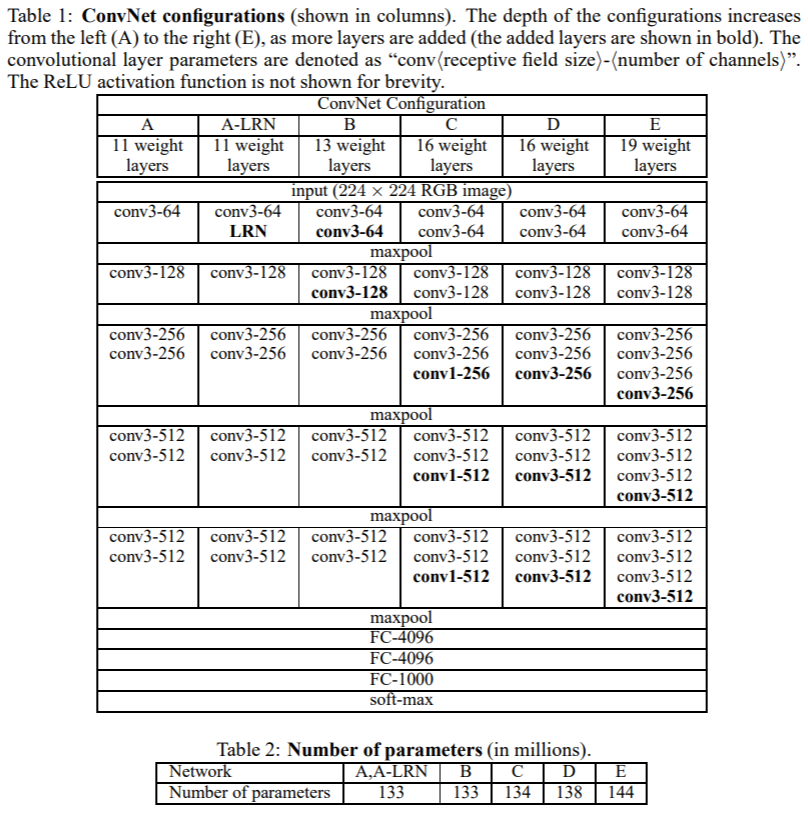 Table 1: ConvNet configurations (shown in columns). The depth of the configurations increases
from the left (A) to the right (E), as more layers are added (the added layers are shown in bold). The
convolutional layer parameters are denoted as “conv⟨receptive field size⟩-⟨number of channels⟩”.
The ReLU activation function is not shown for brevity.
ConvNet Configuration
A A-LRN B C D E
11 weight 11 weight 13 weight 16 weight 16 weight 19 weight
layers layers layers layers layers layers
input (224 × 224 RGB image)
conv3-64 conv3-64 conv3-64 conv3-64 conv3-64 conv3-64
LRN conv3-64 conv3-64 conv3-64 conv3-64
maxpool
conv3-128 conv3-128 conv3-128 conv3-128 conv3-128 conv3-128
conv3-128 conv3-128 conv3-128 conv3-128
maxpool
conv3-256 conv3-256 conv3-256 conv3-256 conv3-256 conv3-256
conv3-256 conv3-256 conv3-256 conv3-256 conv3-256 conv3-256
conv1-256 conv3-256 conv3-256
conv3-256
maxpool
conv3-512 conv3-512 conv3-512 conv3-512 conv3-512 conv3-512
conv3-512 conv3-512 conv3-512 conv3-512 conv3-512 conv3-512
conv1-512 conv3-512 conv3-512
conv3-512
maxpool
conv3-512 conv3-512 conv3-512 conv3-512 conv3-512 conv3-512
conv3-512 conv3-512 conv3-512 conv3-512 conv3-512 conv3-512
conv1-512 conv3-512 conv3-512
conv3-512
maxpool
FC-4096
FC-4096
FC-1000
soft-max
Table 2: Number of parameters (in millions).
Network A,A-LRN B C D E
Number of parameters 133 133 134 138 144